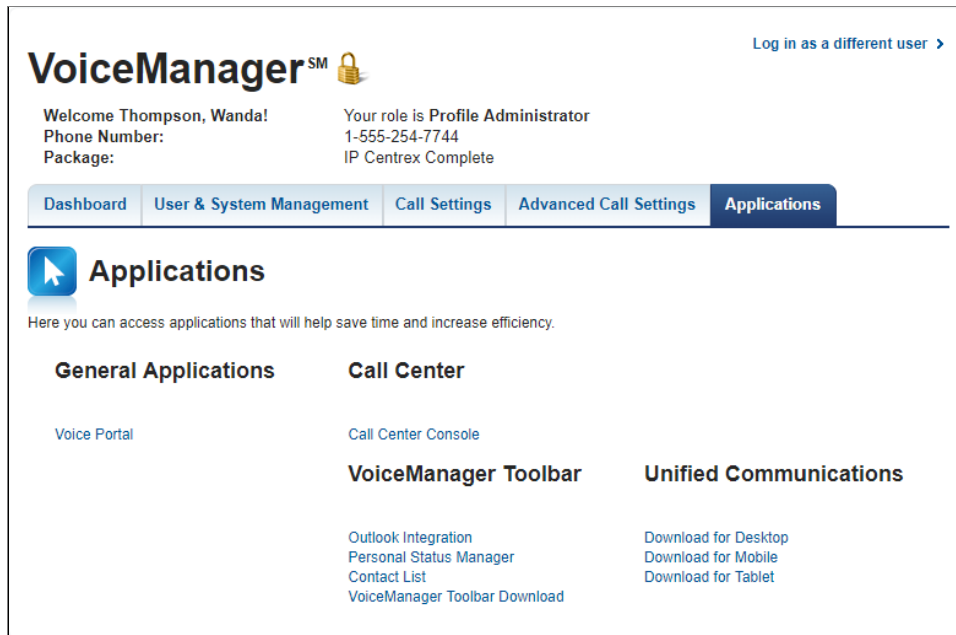 Log in as a different user >
VoiceManager℠
Welcome Thompson, Wanda! Your role is Profile Administrator
Phone Number: 1-555-254-7744
Package: IP Centrex Complete
Dashboard User & System Management Call Settings Advanced Call Settings Applications
Applications
Here you can access applications that will help save time and increase efficiency.
General Applications Call Center
Voice Portal Call Center Console
VoiceManager Toolbar Unified Communications
Outlook Integration Download for Desktop
Personal Status Manager Download for Mobile
Contact List Download for Tablet
VoiceManager Toolbar Download